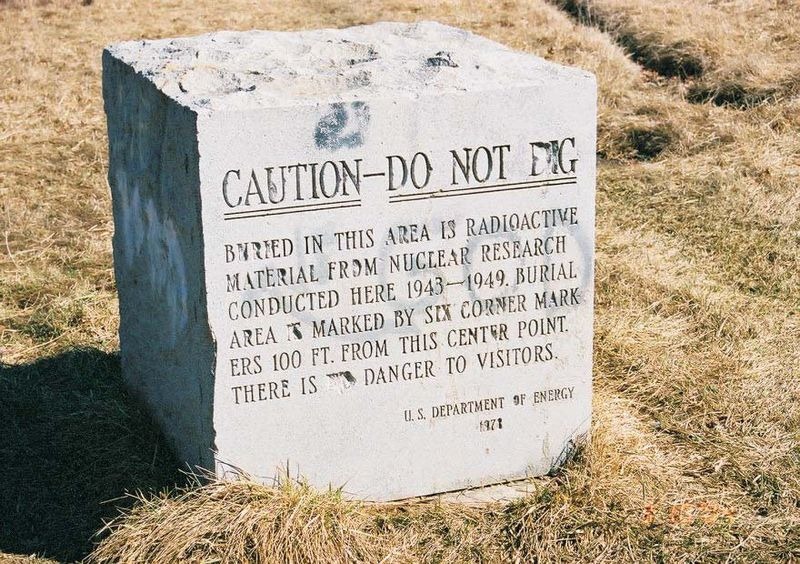 CAUTION—DO NOT DIG
BURIED IN THIS AREA IS RADIOACTIVE
MATERIAL FROM NUCLEAR RESEARCH
CONDUCTED HERE 1943—1949. BURIAL
AREA IS MARKED BY SIX CORNER MARK
ERS 100 FT. FROM THIS CENTER POINT.
THERE IS NO DANGER TO VISITORS.
U. S. DEPARTMENT OF ENERGY
1978